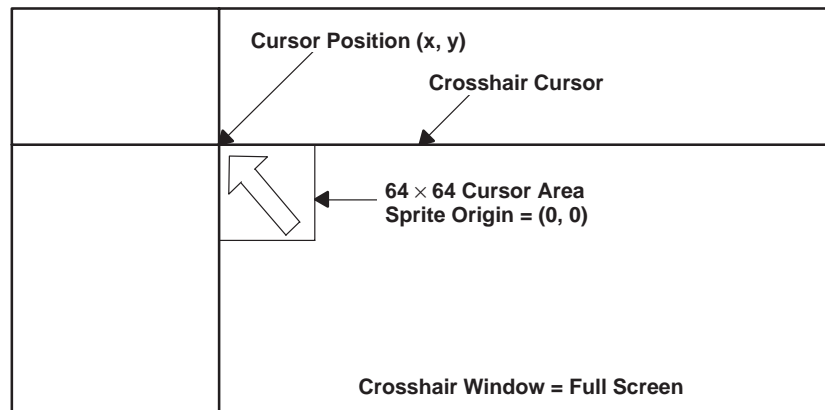 Cursor Position (x, y)
Crosshair Cursor
64 × 64 Cursor Area
Sprite Origin = (0, 0)
Crosshair Window = Full Screen